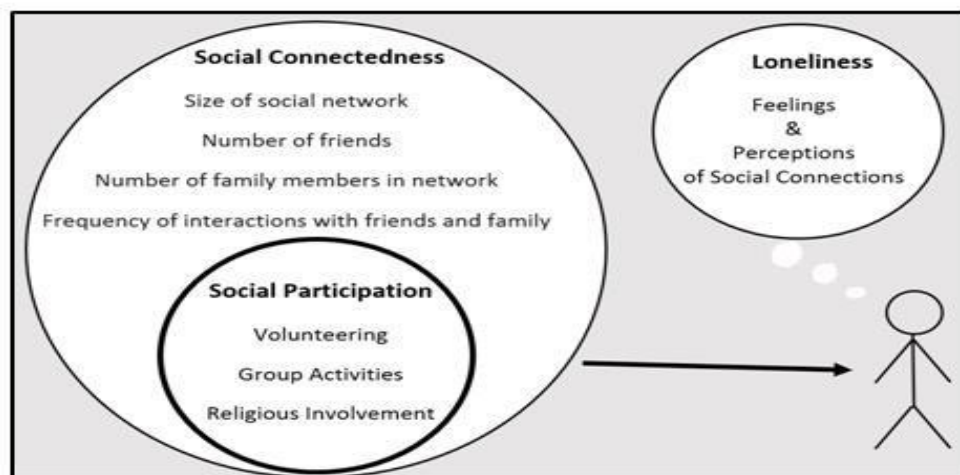 Social Connectedness
Size of social network
Number of friends
Number of family members in network
Frequency of interactions with friends and family
Social Participation
Volunteering
Group Activities
Religious Involvement
Loneliness
Feelings
&
Perceptions
of Social Connections